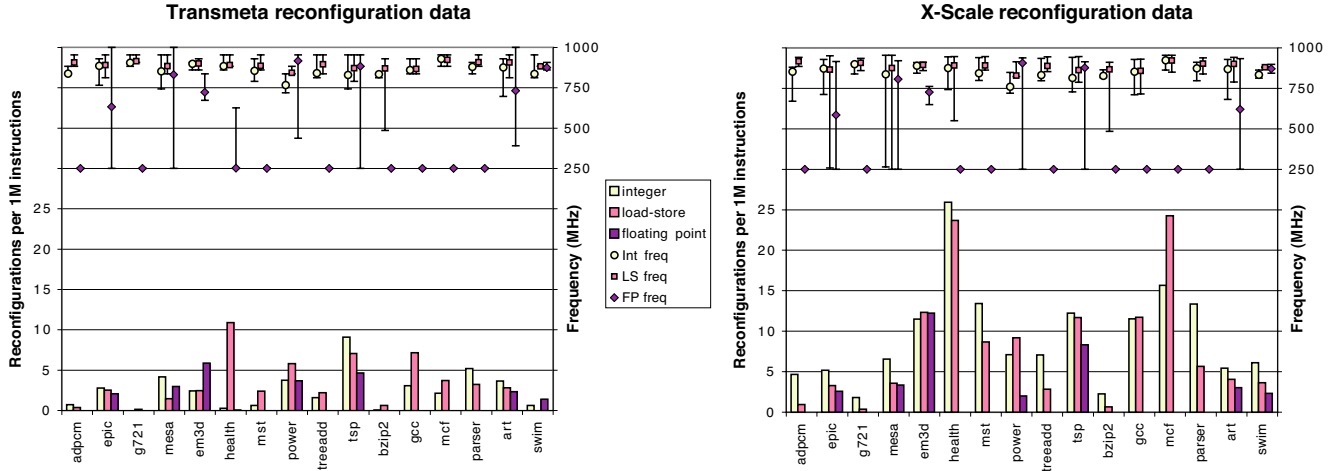 Transmeta reconfiguration data
Reconfigurations per 1M instructions
25
20
15
10
5
0
1000
750
500
250
Frequency (MHz)
adpcm
epic
g721
mesa
em3d
health
mst
power
treeadd
tsp
bzip2
gcc
mcf
parser
art
swim
integer
load-store
floating point
Int freq
LS freq
FP freq
X-Scale reconfiguration data
Reconfigurations per 1M instructions
25
20
15
10
5
0
1000
750
500
250
Frequency (MHz)
adpcm
epic
g721
mesa
em3d
health
mst
power
treeadd
tsp
bzip2
gcc
mcf
parser
art
swim